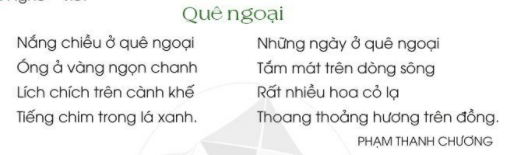 Quê ngoại
Nắng chiều ở quê ngoại
Óng ả vàng ngọn chanh
Lích chích trên cành khế
Tiếng chim trong lá xanh.
Những ngày ở quê ngoại
Tắm mát trên dòng sông
Rất nhiều hoa cỏ lạ
Thoang thoảng hương trên đồng.
PHẠM THANH CHƯƠNG